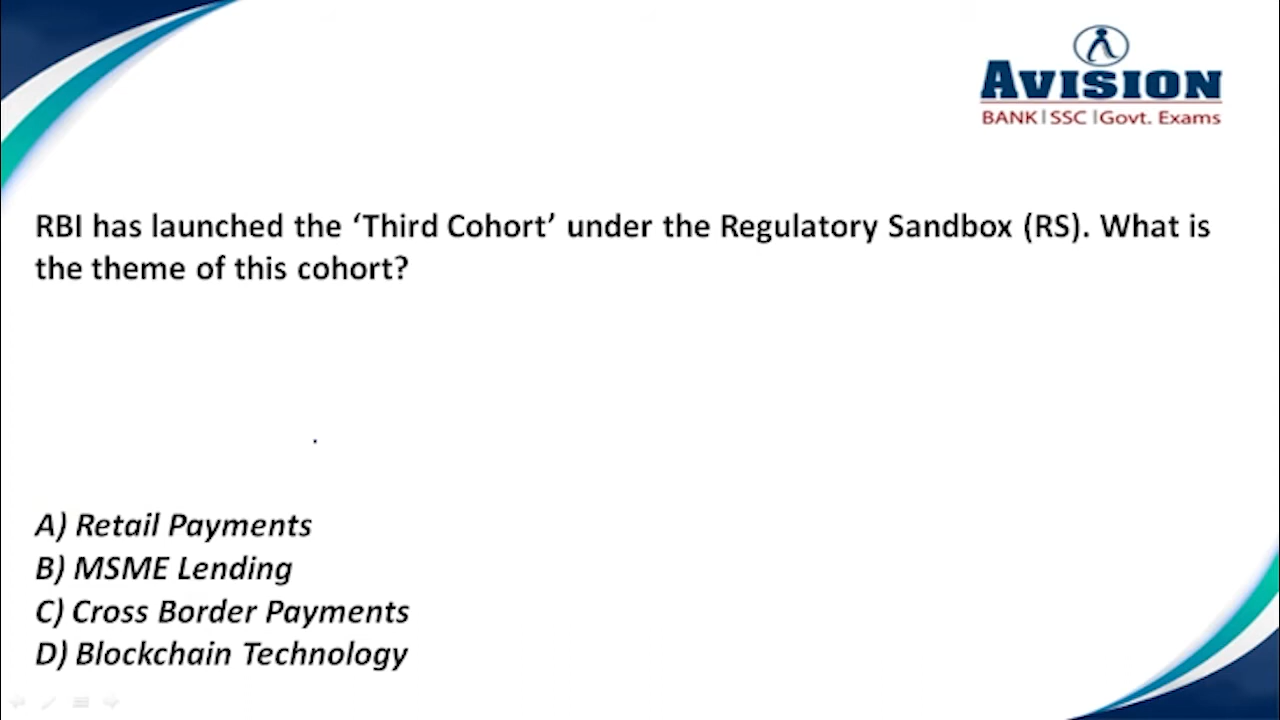 AVISION
BANK | SSC | Govt. Exams
RBI has launched the ‘Third Cohort’ under the Regulatory Sandbox (RS). What is
the theme of this cohort?
A) Retail Payments
B) MSME Lending
C) Cross Border Payments
D) Blockchain Technology